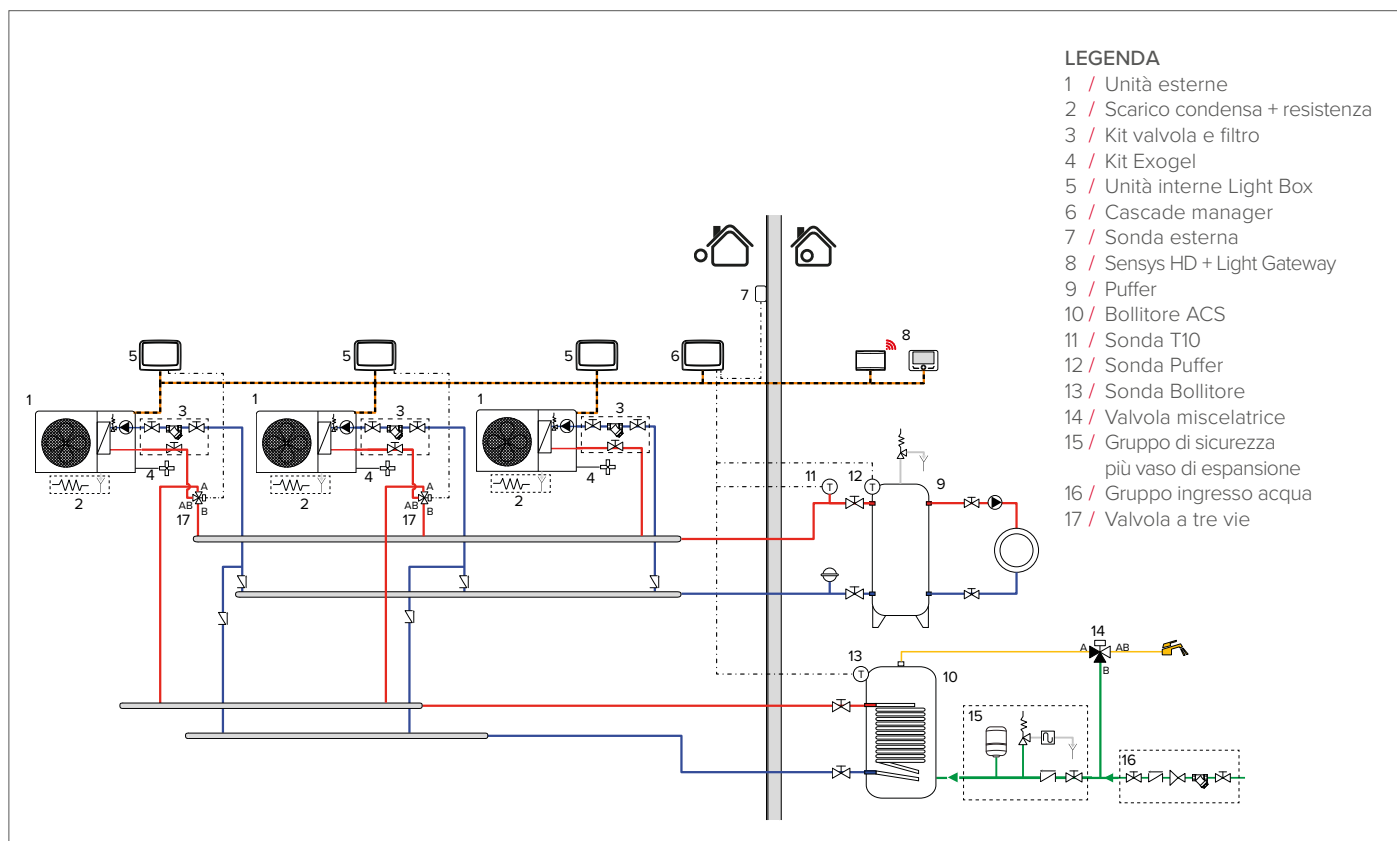 LEGENDA
1 / Unità esterne
2 / Scarico condensa + resistenza
3 / Kit valvola e filtro
4 / Kit Exogel
5 / Unità interne Light Box
6 / Cascade manager
7 / Sonda esterna
8 / Sensys HD + Light Gateway
9 / Puffer
10 / Bollitore ACS
11 / Sonda T10
12 / Sonda Puffer
13 / Sonda Bollitore
14 / Valvola miscelatrice
15 / Gruppo di sicurezza
più vaso di espansione
16 / Gruppo ingresso acqua
17 / Valvola a tre vie
7
5
5
5
6
8
1
3
1
3
1
3
4
4
4
2
2
2
A
AB
B
17
A
AB
B
17
11
T
12
T
9
13
T
10
14
A
AB
B
15
16